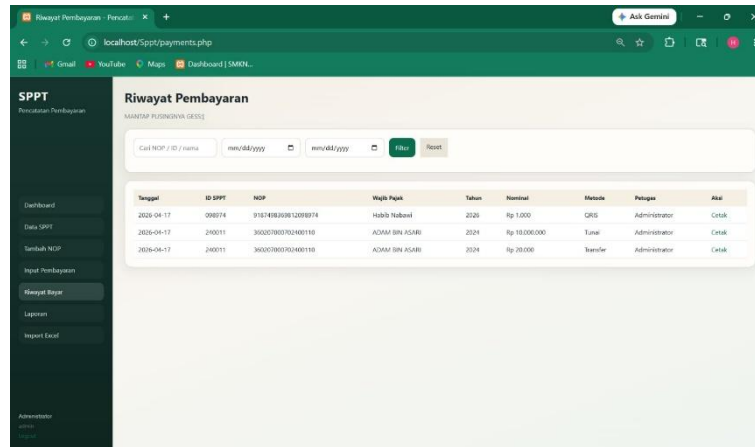 Riwayat Pembayaran - Pencatat
Ask Gemini
localhost/Sppt/payments.php
Gmail YouTube Maps Dashboard | SMKN...
SPPT
Pencatatan Pembayaran
Dashboard
Data SPPT
Tambah NOP
Input Pembayaran
Riwayat Bayar
Laporan
Import Excel
Administrator
admin
Logout
Riwayat Pembayaran
MANTAP PUSINGNYA GESS:[
Cari NOP / ID / nama mm/dd/yyyy mm/dd/yyyy Filter Reset
Tanggal ID SPPT NOP Wajib Pajak Tahun Nominal Metode Petugas Aksi
2026-04-17 098974 Habib Nabawi 2026 Rp 1.000 QRIS Administrator Cetak
2026-04-17 240011 360207000702400110 ADAM BIN ASARI 2024 Rp 10.000.000 Tunai Administrator Cetak
2026-04-17 240011 360207000702400110 ADAM BIN ASARI 2024 Rp 20.000 Transfer Administrator Cetak